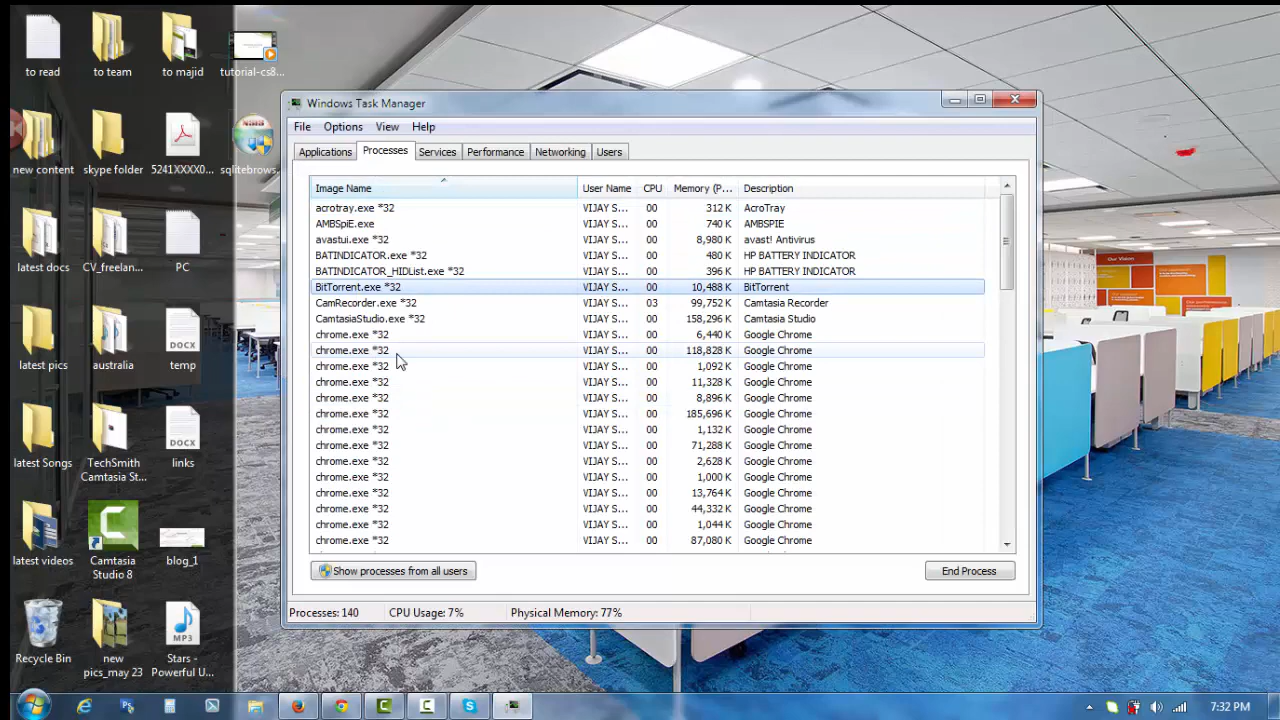 to read
to team
to majid
tutorial-cs8...
new content
skype folder
5241XXXX0...
sqlitebrows...
latest docs
CV_freelan...
PC
latest pics
australia
temp
latest Songs
TechSmith
Camtasia St...
links
latest videos
Camtasia
Studio 8
blog_1
Recycle Bin
new
pics_may 23
Stars -
Powerful U...
DOCX
DOCX
MP3
Windows Task Manager
File Options View Help
Applications Processes Services Performance Networking Users
Image Name User Name CPU Memory (P... Description
acrotray.exe *32 VIJAY S... 00 312 K AcroTray
AMBSpiE.exe VIJAY S... 00 740 K AMBSPIE
avastui.exe *32 VIJAY S... 00 8,980 K avast! Antivirus
BATINDICATOR.exe *32 VIJAY S... 00 480 K HP BATTERY INDICATOR
VIJAY S... 00 396 K HP BATTERY INDICATOR
BitTorrent.exe *32 VIJAY S... 00 10,488 K BitTorrent
CamRecorder.exe *32 VIJAY S... 03 99,752 K Camtasia Recorder
CamtasiaStudio.exe *32 VIJAY S... 00 158,296 K Camtasia Studio
chrome.exe *32 VIJAY S... 00 6,440 K Google Chrome
chrome.exe *32 VIJAY S... 00 118,828 K Google Chrome
chrome.exe *32 VIJAY S... 00 1,092 K Google Chrome
chrome.exe *32 VIJAY S... 00 11,328 K Google Chrome
chrome.exe *32 VIJAY S... 00 8,896 K Google Chrome
chrome.exe *32 VIJAY S... 00 185,696 K Google Chrome
chrome.exe *32 VIJAY S... 00 1,132 K Google Chrome
chrome.exe *32 VIJAY S... 00 71,288 K Google Chrome
chrome.exe *32 VIJAY S... 00 2,628 K Google Chrome
chrome.exe *32 VIJAY S... 00 1,000 K Google Chrome
chrome.exe *32 VIJAY S... 00 13,764 K Google Chrome
chrome.exe *32 VIJAY S... 00 44,332 K Google Chrome
chrome.exe *32 VIJAY S... 00 1,044 K Google Chrome
chrome.exe *32 VIJAY S... 00 87,080 K Google Chrome
Show processes from all users
End Process
Processes: 140 CPU Usage: 7% Physical Memory: 77%
Our Vision
7:32 PM